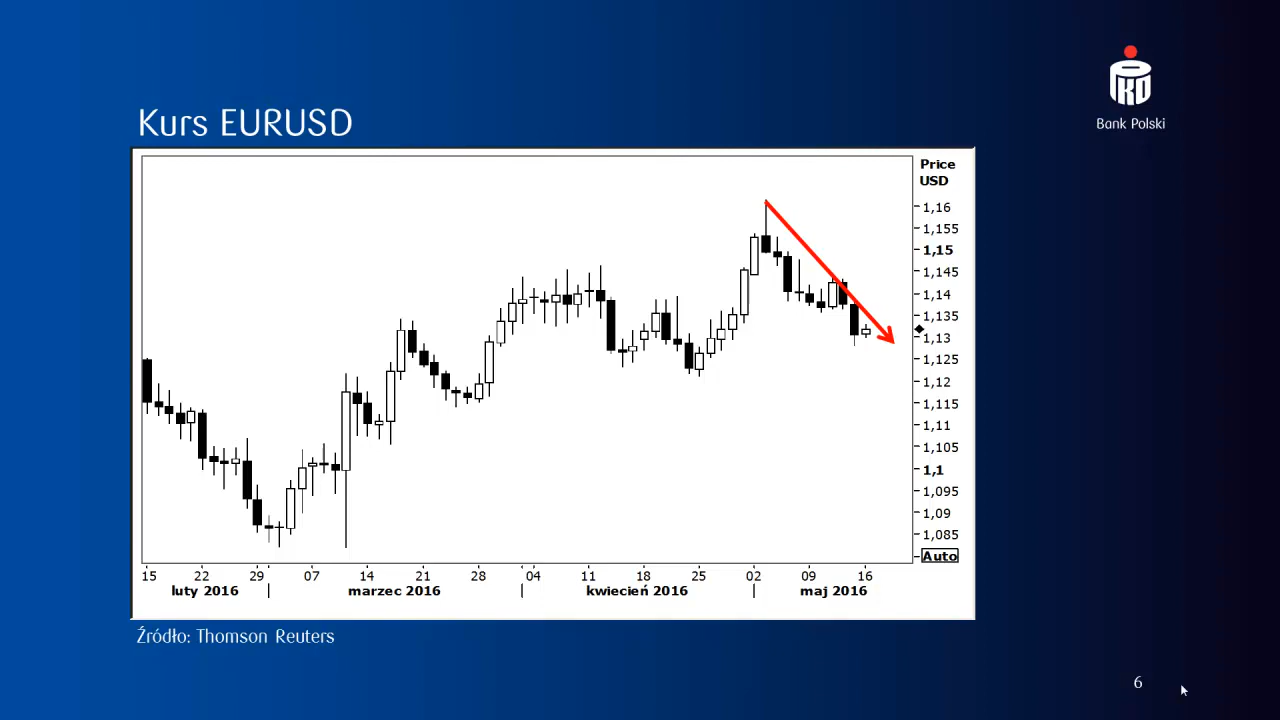 PKO
Bank Polski
Kurs EURUSD
Price
USD
1,16
1,155
1,15
1,145
1,14
1,135
1,13
1,125
1,12
1,115
1,11
1,105
1,1
1,095
1,09
1,085
Auto
15 22 29 07 14 21 28 04 11 18 25 02 09 16
luty 2016 marzec 2016 kwiecień 2016 maj 2016
Źródło: Thomson Reuters
6